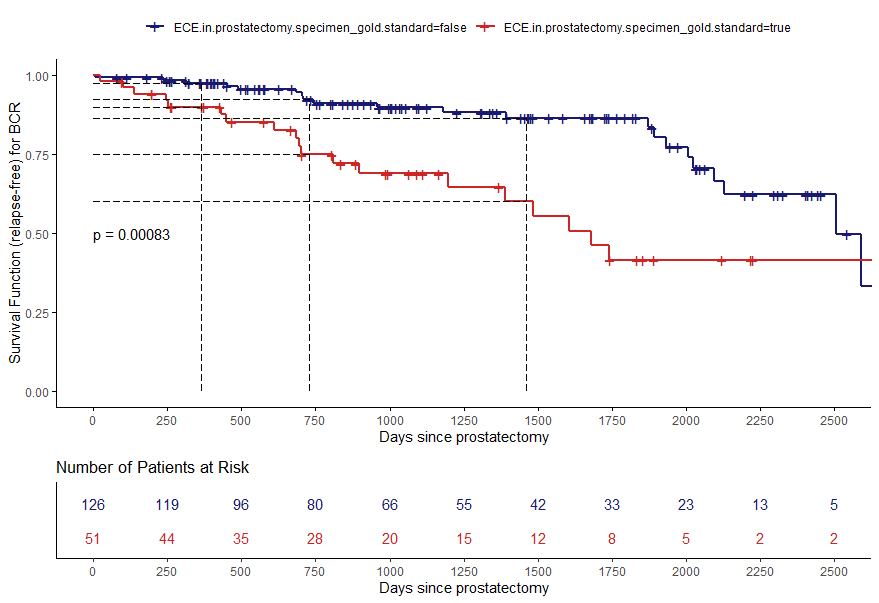 ECE.in.prostatectomy.specimen_gold.standard=false ECE.in.prostatectomy.specimen_gold.standard=true
Survival Function (relapse-free) for BCR
1.00
0.75
0.50
0.25
0.00
p = 0.00083
0 250 500 750 1000 1250 1500 1750 2000 2250 2500
Days since prostatectomy
Number of Patients at Risk
126 119 96 80 66 55 42 33 23 13 5
51 44 35 28 20 15 12 8 5 2 2
0 250 500 750 1000 1250 1500 1750 2000 2250 2500
Days since prostatectomy